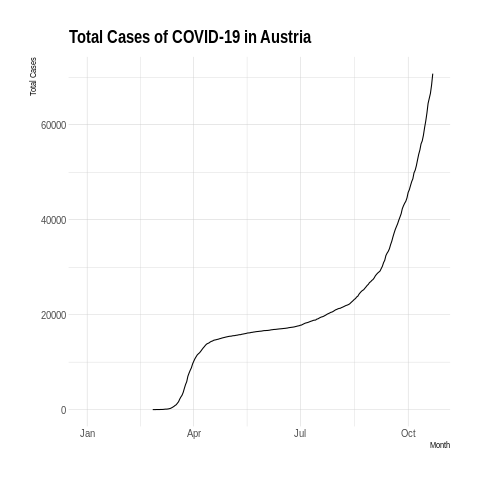 Total Cases of COVID-19 in Austria
Total Cases
60000
40000
20000
0
Jan Apr Jul Oct
Month